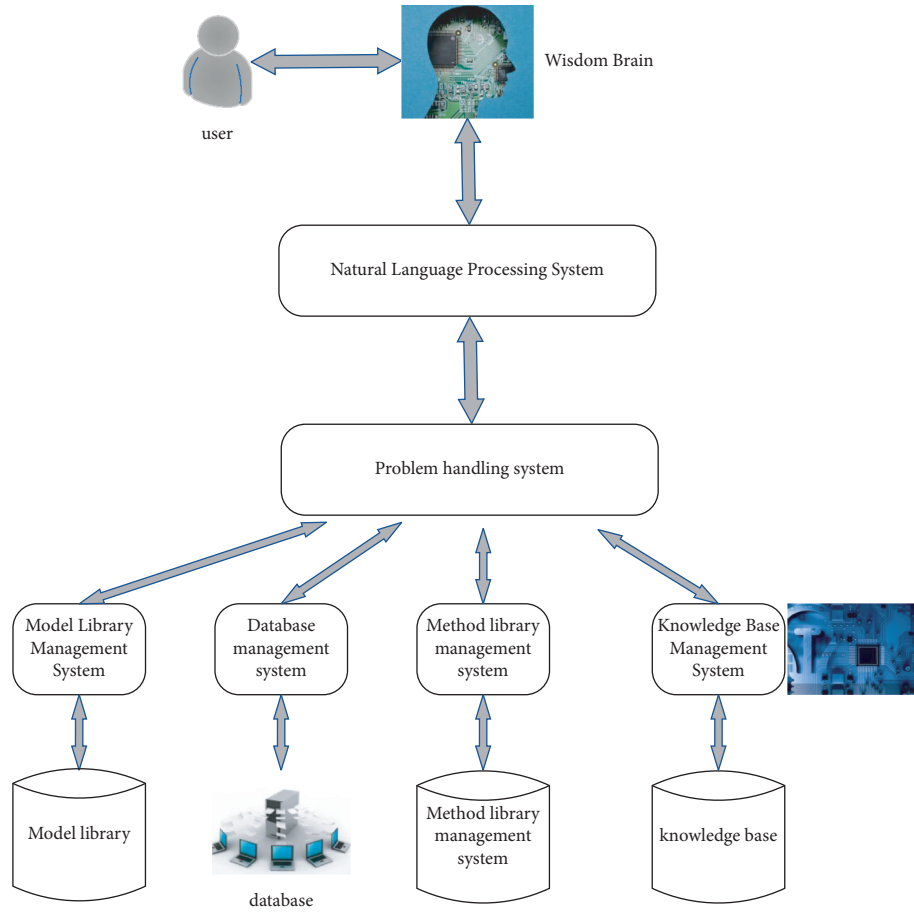 Wisdom Brain
user
Natural Language Processing System
Problem handling system
Model Library
Management
System
Database
management
system
Method library
management
system
Knowledge Base
Management
System
Model library
database
Method library
management
system
knowledge base